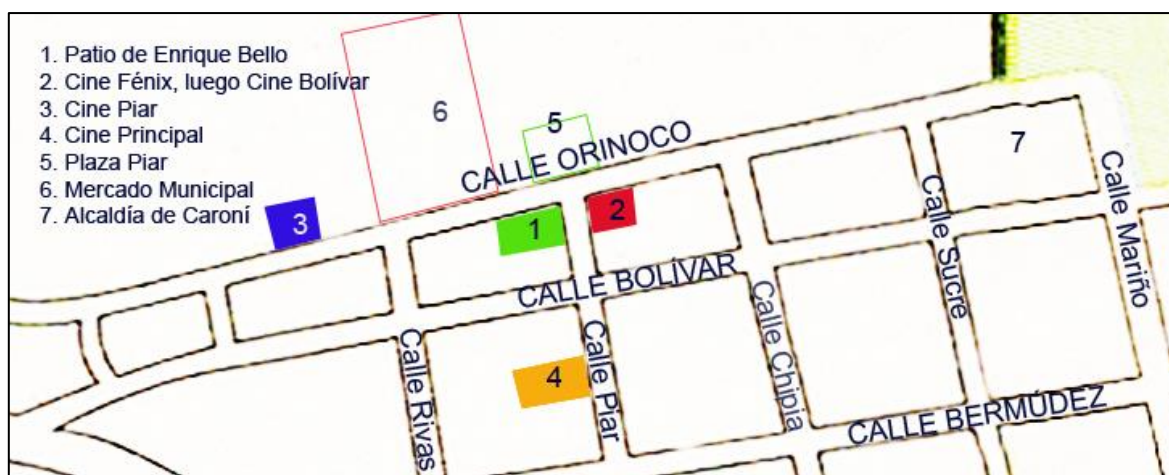 1. Patio de Enrique Bello
2. Cine Fénix, luego Cine Bolívar
3. Cine Piar
4. Cine Principal
5. Plaza Piar
6. Mercado Municipal
7. Alcaldía de Caroní
6
5
CALLE ORINOCO
7
3
1
2
CALLE BOLÍVAR
Calle Sucre
Calle Mariño
4
Calle Rivas
Calle Piar
Calle Chipia
CALLE BERMÚDEZ